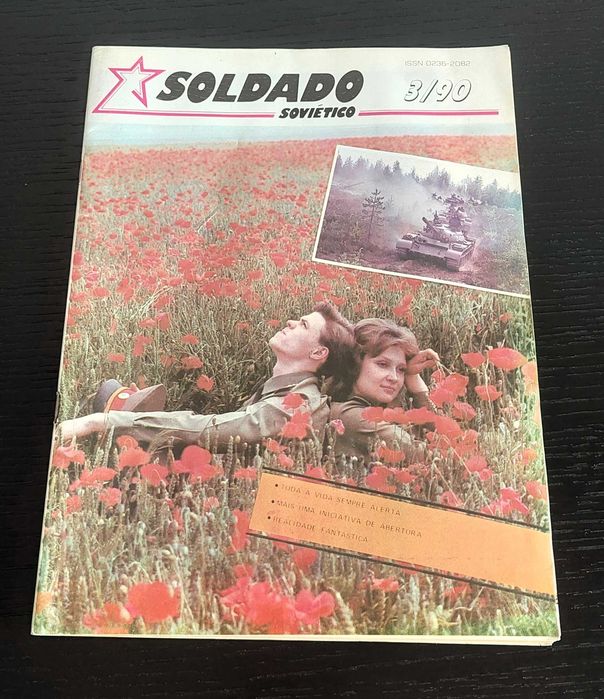 ISSN 0236-2082
SOLDADO
SOVIÉTICO
3/90
• TODA A VIDA SEMPRE ALERTA
• MAIS UMA INICIATIVA DE ABERTURA
• REALIDADE FANTÁSTICA